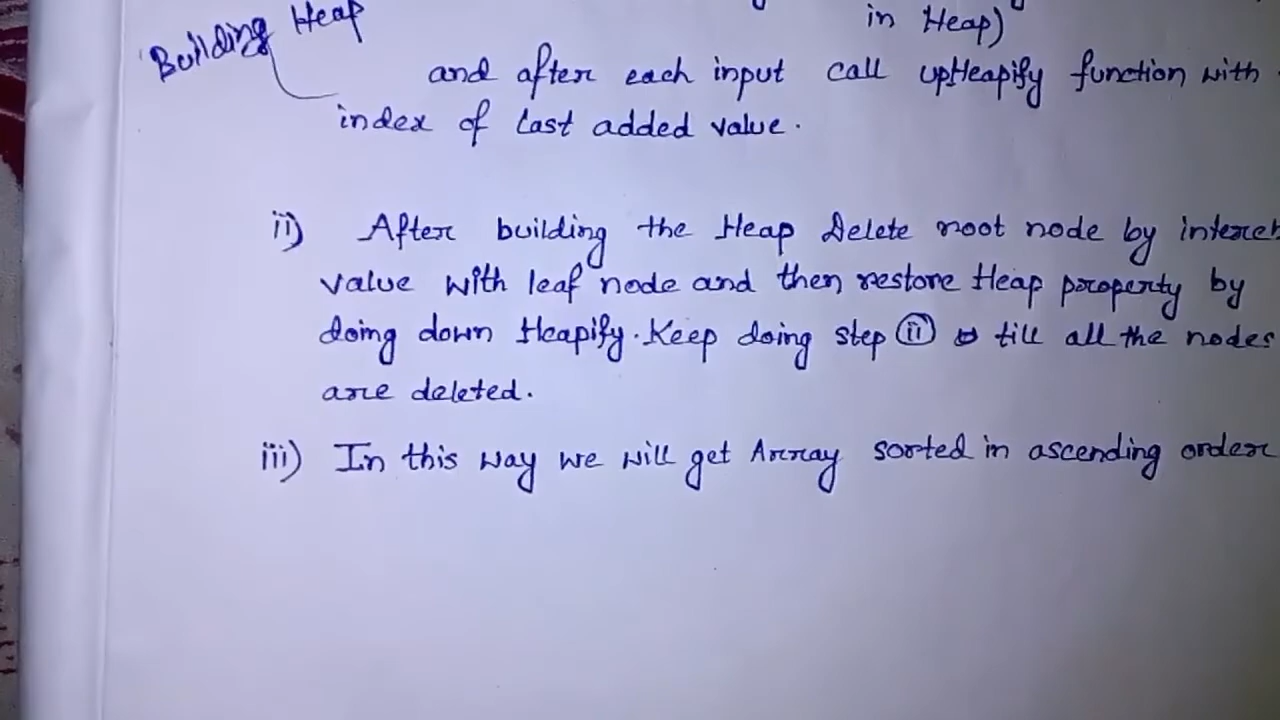 Building Heap
in Heap)
and after each input call upHeapify function with
index of last added value.
ii) After building the Heap Delete root node by
value with leaf node and then restore Heap property by
doing down Heapify. Keep doing step (ii) till all the nodes
are deleted.
iii) In this way we will get Array sorted in ascending order